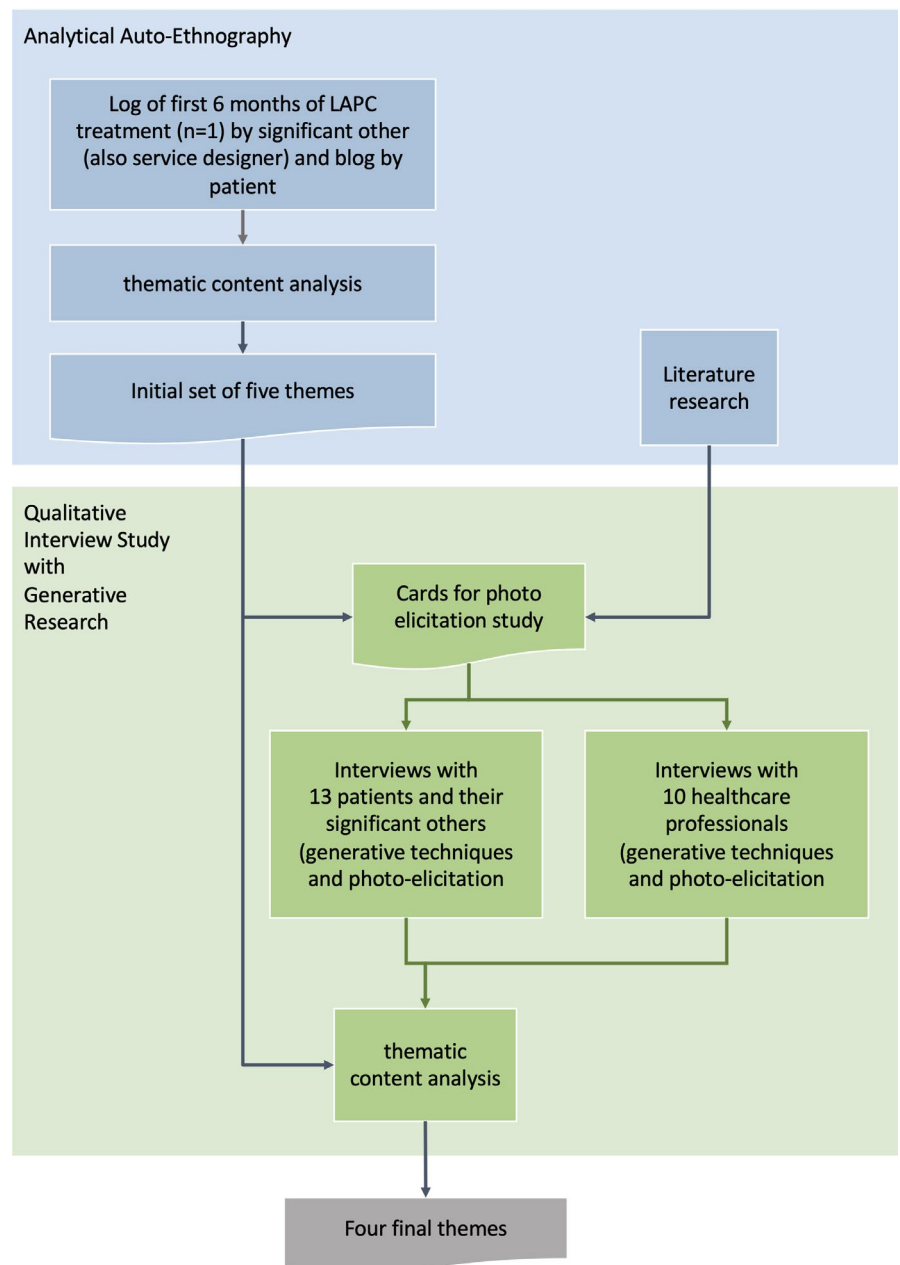 Analytical Auto-Ethnography
Log of first 6 months of LAPC
treatment (n=1) by significant other
(also service designer) and blog by
patient
thematic content analysis
Initial set of five themes
Literature
research
Qualitative
Interview Study
with
Generative
Research
Cards for photo
elicitation study
Interviews with
13 patients and their
significant others
(generative techniques
and photo-elicitation
Interviews with
10 healthcare
professionals
(generative techniques
and photo-elicitation
thematic
content analysis
Four final themes